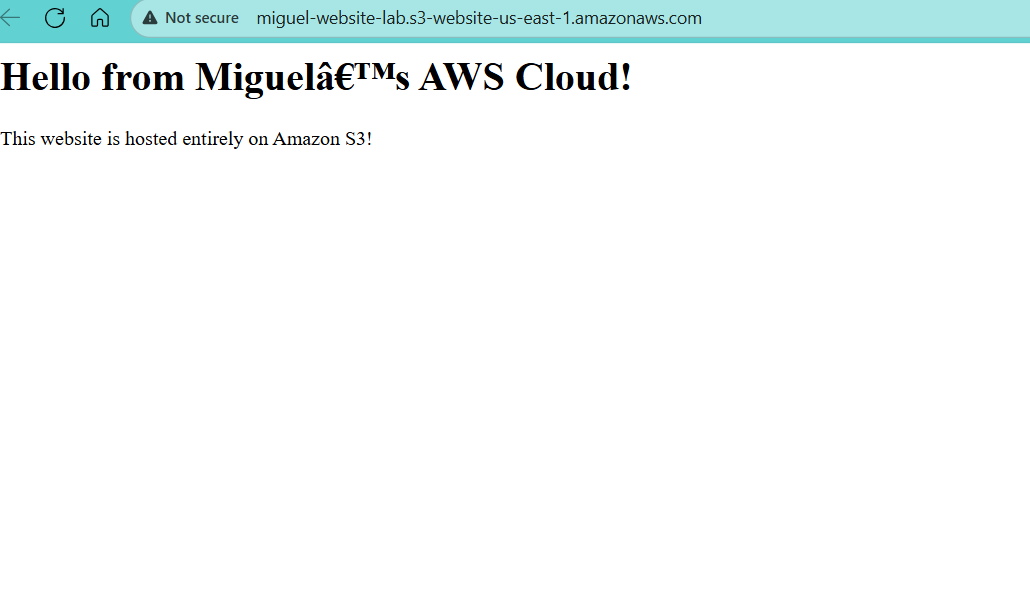 Not secure miguel-website-lab.s3-website-us-east-1.amazonaws.com
Hello from Miguelâ€™s AWS Cloud!
This website is hosted entirely on Amazon S3!